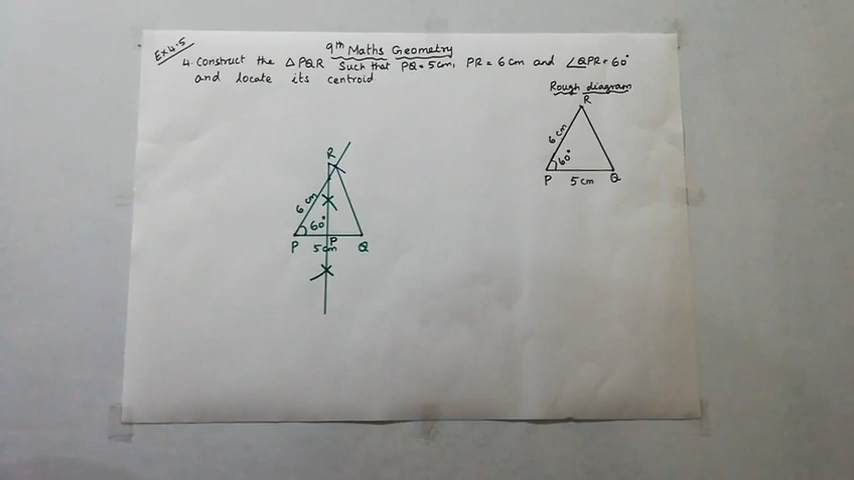 Ex 4.5
9th Maths Geometry
4. Construct the △ PQR Such that PQ = 5cm, PR = 6 cm and ∠QPR = 60°
and locate its centroid
Rough diagram
R
6 cm
60°
P
Q
5 cm
R
6 cm
60°
P
P
Q
5 cm